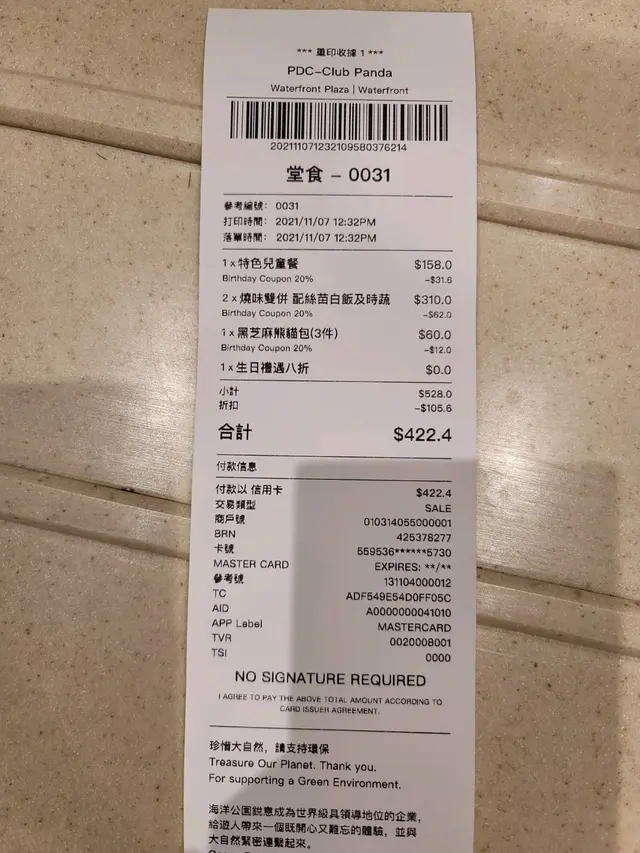 *** 重印收據 1 ***
PDC-Club Panda
Waterfront Plaza | Waterfront
202111071232109580376214
堂食 - 0031
參考編號: 0031
打印時間: 2021/11/07 12:32PM
落單時間: 2021/11/07 12:32PM
1 x 特色兒童餐 $158.0
Birthday Coupon 20% -$31.6
2 x 燒味雙併 配絲苗白飯及時蔬 $310.0
Birthday Coupon 20% -$62.0
1 x 黑芝麻熊貓包(3件) $60.0
Birthday Coupon 20% -$12.0
1 x 生日禮遇八折 $0.0
小計 $528.0
折扣 -$105.6
合計 $422.4
付款信息
付款以 信用卡 $422.4
交易類型 SALE
商戶號 010314055000001
BRN 425378277
卡號 559536******5730
MASTER CARD EXPIRES: **/**
參考號 131104000012
TC ADF549E54D0FF05C
AID A0000000041010
APP Label MASTERCARD
TVR 0020008001
TSI 0000
NO SIGNATURE REQUIRED
I AGREE TO PAY THE ABOVE TOTAL AMOUNT ACCORDING TO
CARD ISSUER AGREEMENT.
珍惜大自然，請支持環保
Treasure Our Planet. Thank you.
For supporting a Green Environment.
海洋公園銳意成為世界級具領導地位的企業，
給遊人帶來一個既開心又難忘的體驗，並與
大自然緊密連繫起來。